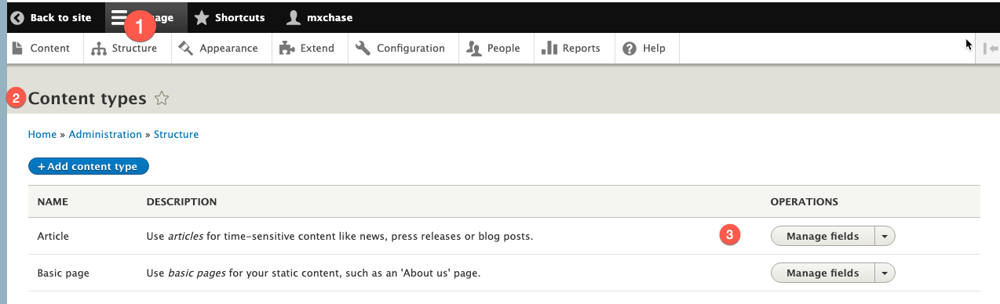 Back to site age Shortcuts mxchase
1
Content Structure Appearance Extend Configuration People Reports Help
2 Content types
Home » Administration » Structure
+ Add content type
NAME DESCRIPTION OPERATIONS
Article Use articles for time-sensitive content like news, press releases or blog posts. 3 Manage fields
Basic page Use basic pages for your static content, such as an 'About us' page. Manage fields